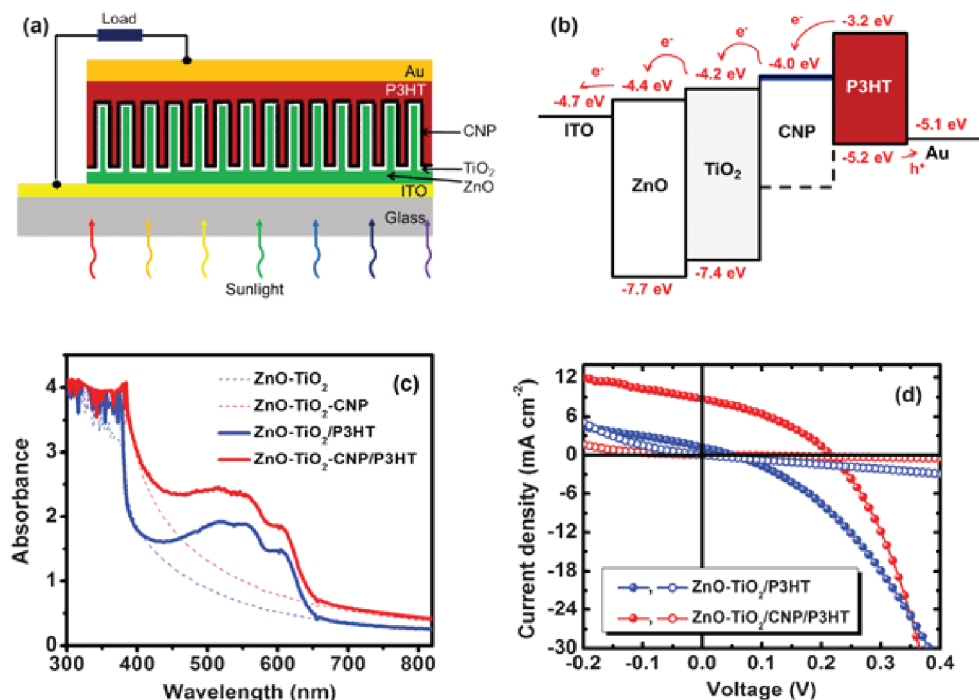 (a)
Load
Au
P3HT
CNP
TiO₂
ZnO
ITO
Glass
Sunlight
(b)
e⁻
e⁻
e⁻
e⁻
-3.2 eV
-4.0 eV
-4.2 eV
-4.4 eV
-4.7 eV
ITO
ZnO
TiO₂
CNP
P3HT
-5.1 eV
-5.2 eV
Au
h⁺
-7.4 eV
-7.7 eV
(c)
ZnO-TiO₂
ZnO-TiO₂-CNP
ZnO-TiO₂/P3HT
ZnO-TiO₂-CNP/P3HT
Absorbance
4
3
2
1
0
300 400 500 600 700 800
Wavelength (nm)
(d)
Current density (mA cm⁻²)
12
6
0
-6
-12
-18
-24
-30
ZnO-TiO₂/P3HT
ZnO-TiO₂/CNP/P3HT
-0.2 -0.1 0.0 0.1 0.2 0.3 0.4
Voltage (V)